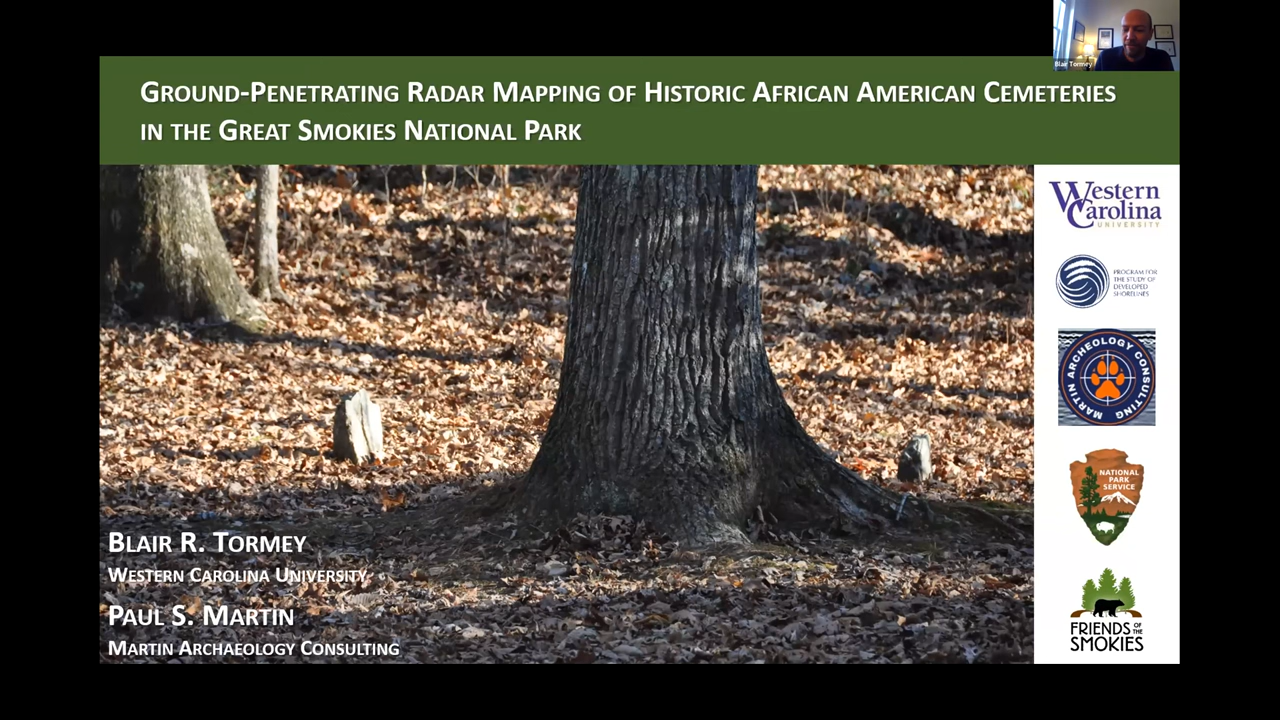 Blair Tormey
Ground-Penetrating Radar Mapping of Historic African American Cemeteries
in the Great Smokies National Park
Western
Carolina
UNIVERSITY
PROGRAM FOR
THE STUDY OF
DEVELOPED
SHORELINES
MARTIN ARCHEOLOGY CONSULTING
NATIONAL
PARK
SERVICE
FRIENDS OF THE
SMOKIES
Blair R. Tormey
Western Carolina University
Paul S. Martin
Martin Archaeology Consulting